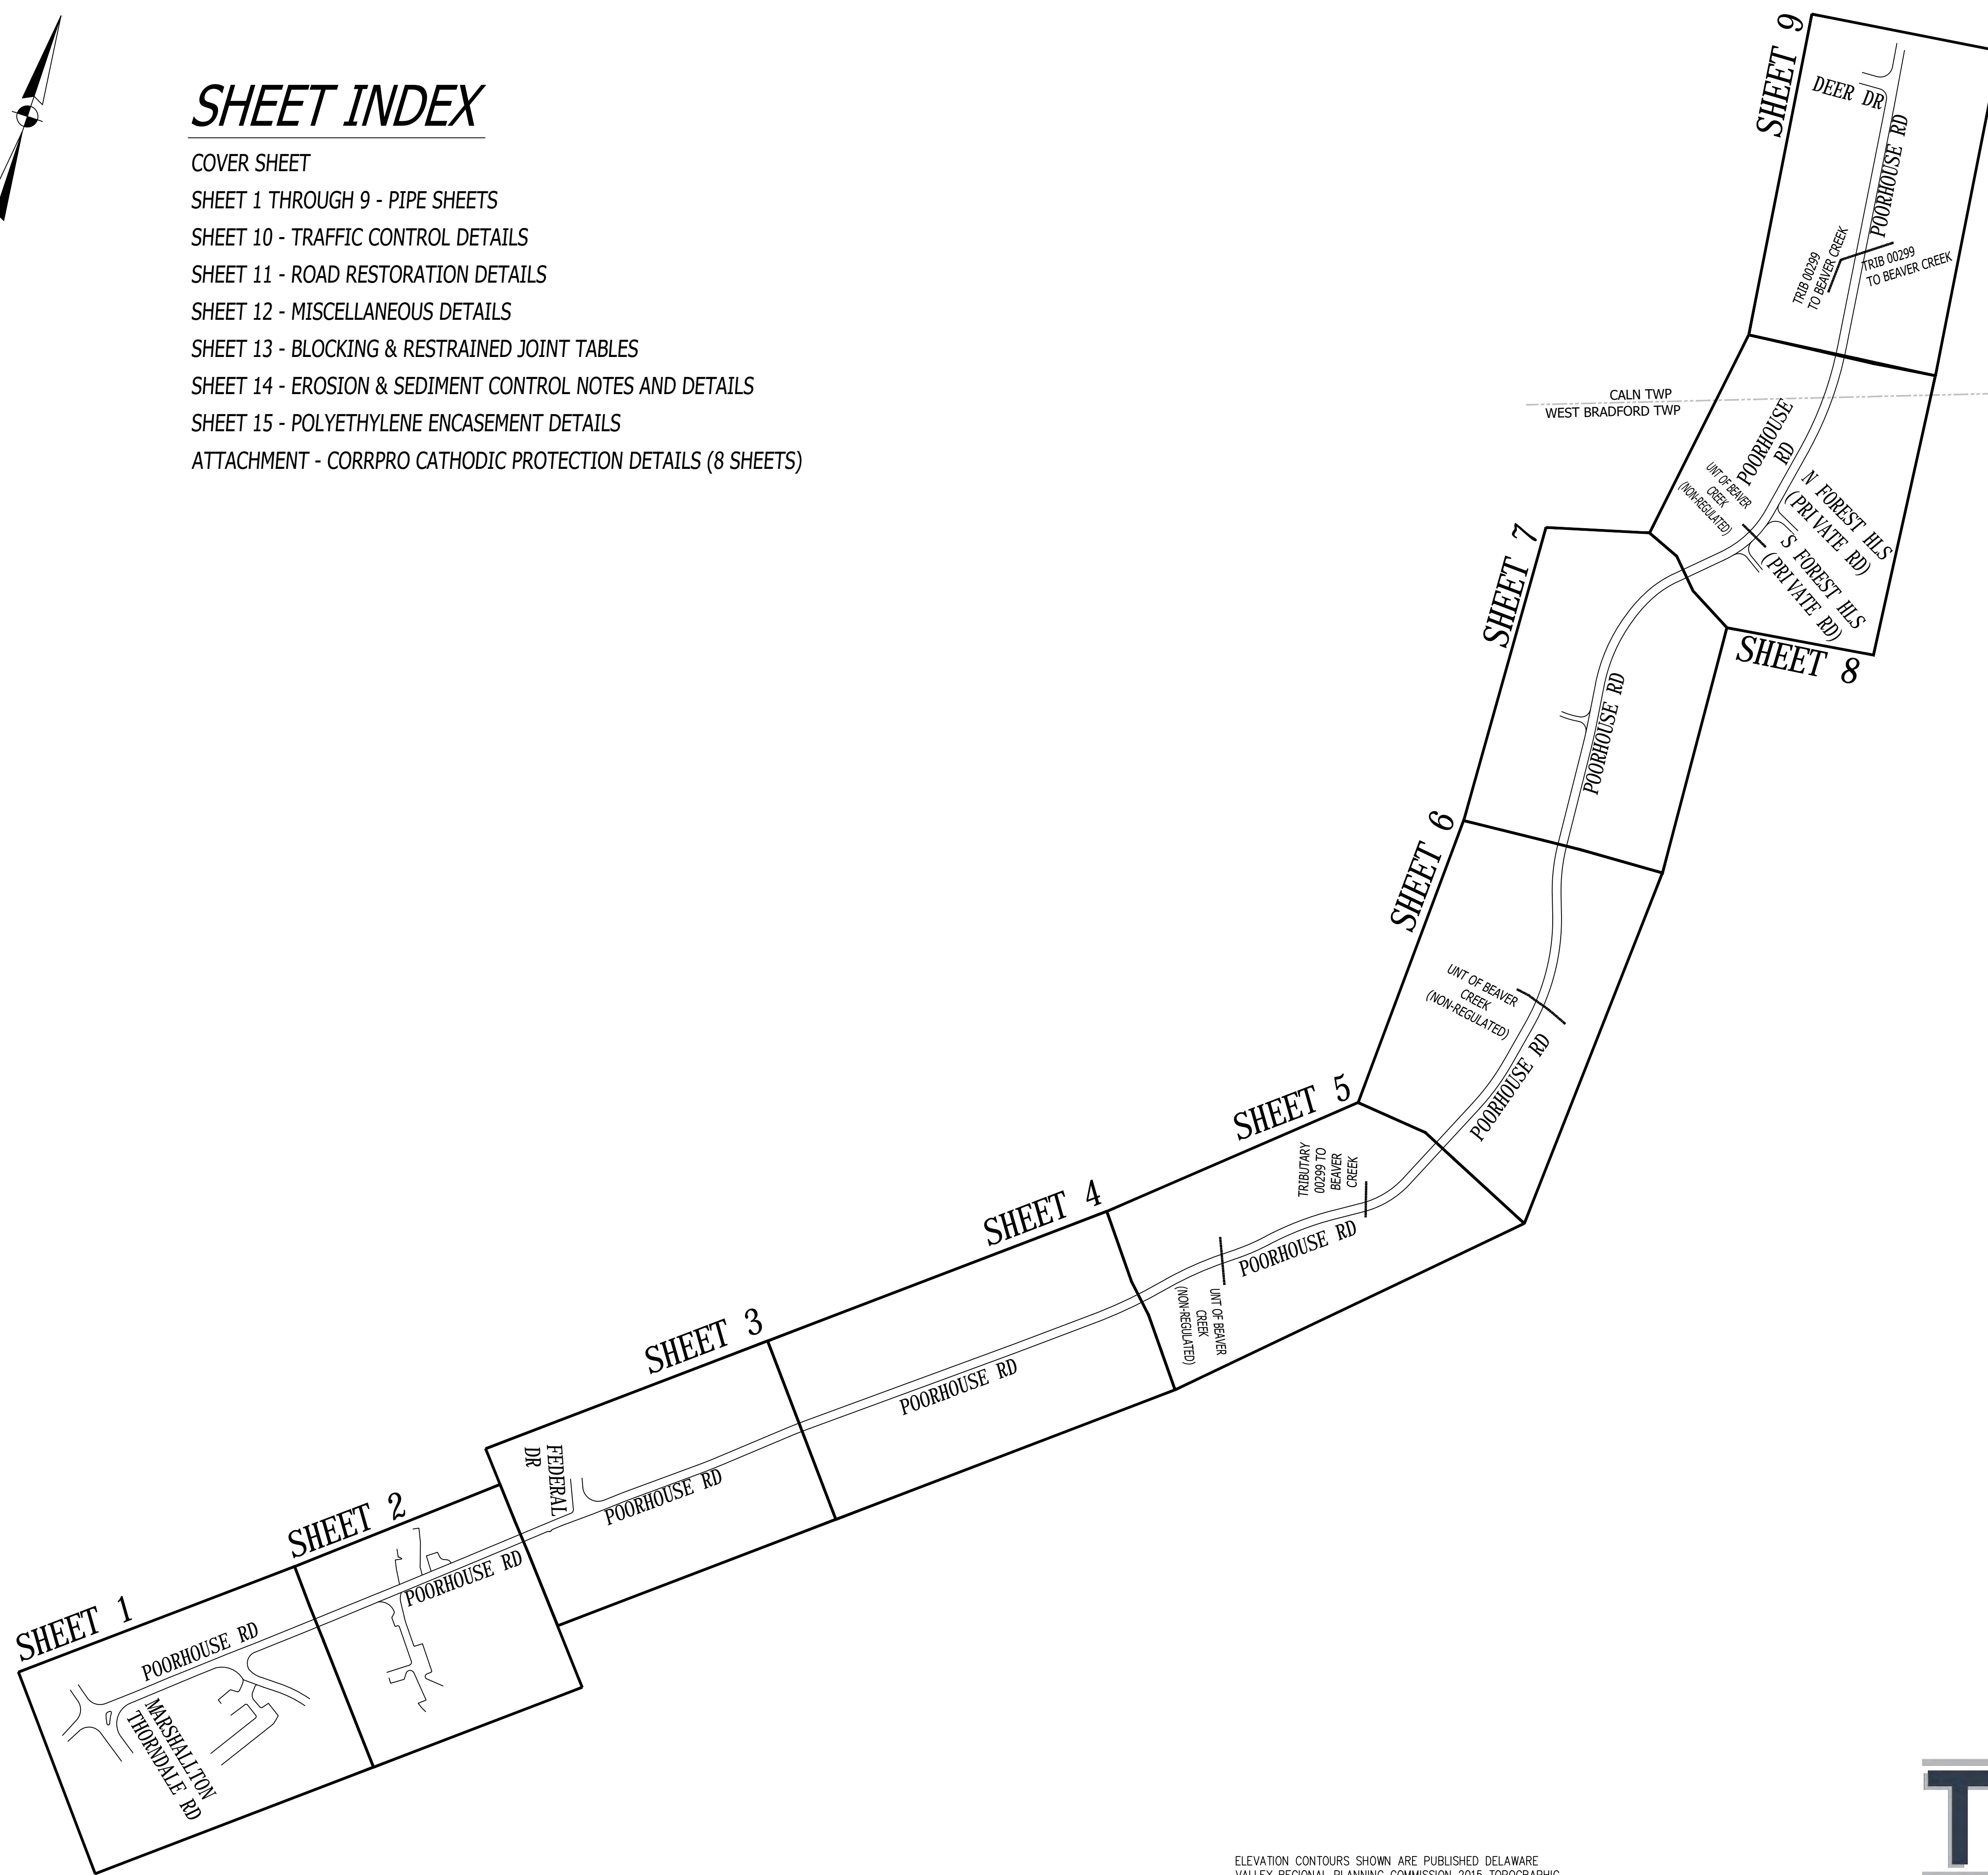 SHEET INDEX
COVER SHEET
SHEET 1 THROUGH 9 - PIPE SHEETS
SHEET 10 - TRAFFIC CONTROL DETAILS
SHEET 11 - ROAD RESTORATION DETAILS
SHEET 12 - MISCELLANEOUS DETAILS
SHEET 13 - BLOCKING & RESTRAINED JOINT TABLES
SHEET 14 - EROSION & SEDIMENT CONTROL NOTES AND DETAILS
SHEET 15 - POLYETHYLENE ENCASEMENT DETAILS
ATTACHMENT - CORRPRO CATHODIC PROTECTION DETAILS (8 SHEETS)
SHEET 9
DEER DR
POORHOUSE RD
TRIB 00299
TO BEAVER CREEK
TRIB 00299
TO BEAVER CREEK
CALN TWP
WEST BRADFORD TWP
POORHOUSE
RD
UNT OF BEAVER
CREEK
(NON-REGULATED)
N FOREST HLS
(PRIVATE RD)
S FOREST HLS
(PRIVATE RD)
SHEET 8
SHEET 7
POORHOUSE RD
SHEET 6
UNT OF BEAVER
CREEK
(NON-REGULATED)
POORHOUSE RD
SHEET 5
TRIBUTARY
00299 TO
BEAVER
CREEK
POORHOUSE RD
UNT OF BEAVER
CREEK
(NON-REGULATED)
SHEET 4
POORHOUSE RD
SHEET 3
FEDERAL
DR
POORHOUSE RD
SHEET 2
POORHOUSE RD
SHEET 1
POORHOUSE RD
MARSHALLTON
THORNDALE RD
T
ELEVATION CONTOURS SHOWN ARE PUBLISHED DELAWARE
VALLEY REGIONAL PLANNING COMMISSION 2015 TOPOGRAPHIC